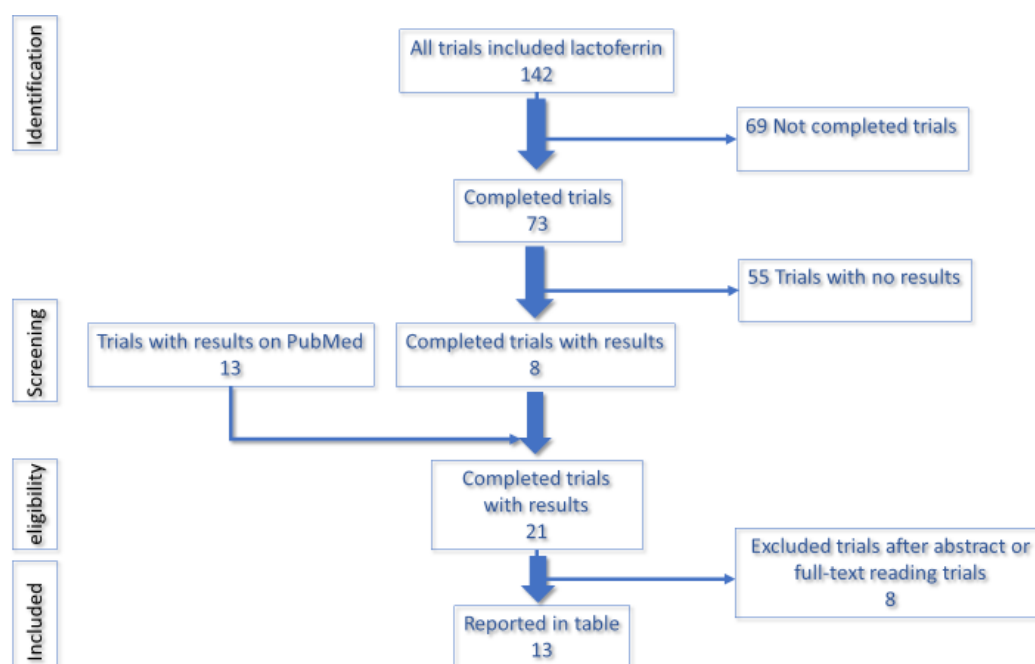 Identification
All trials included lactoferrin
142
69 Not completed trials
Completed trials
73
55 Trials with no results
Screening
Trials with results on PubMed
13
Completed trials with results
8
eligibility
Completed trials
with results
21
Excluded trials after abstract or
full-text reading trials
8
Included
Reported in table
13